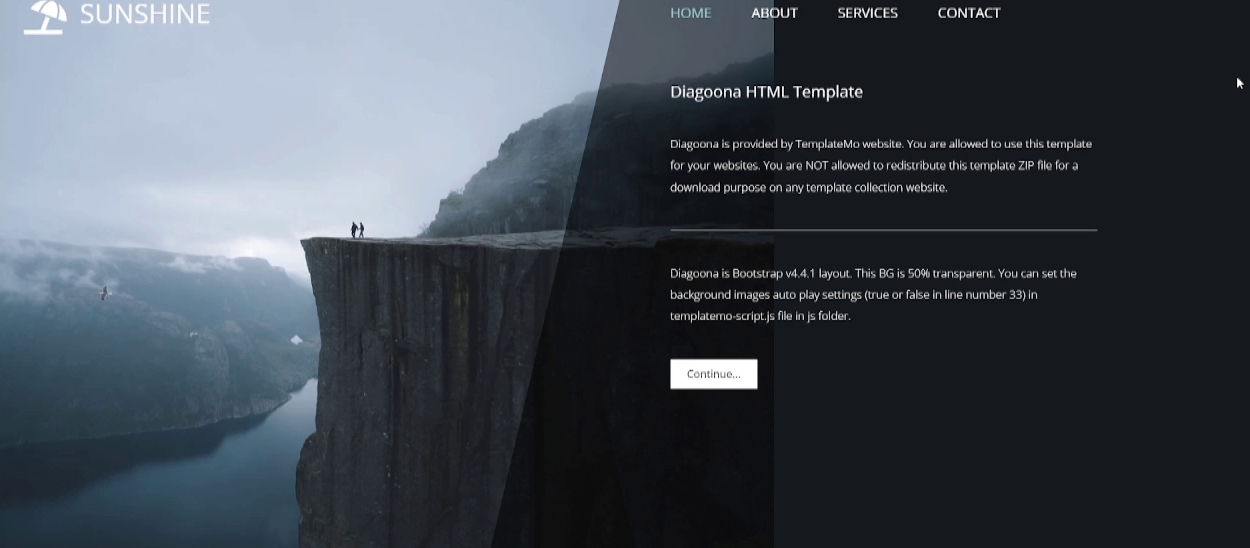 SUNSHINE
HOME ABOUT SERVICES CONTACT
Diagoona HTML Template
Diagoona is provided by TemplateMo website. You are allowed to use this template
for your websites. You are NOT allowed to redistribute this template ZIP file for a
download purpose on any template collection website.
Diagoona is Bootstrap v4.4.1 layout. This BG is 50% transparent. You can set the
background images auto play settings (true or false in line number 33) in
templatemo-script.js file in js folder.
Continue...